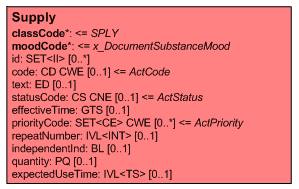 Supply
classCode*: <= SPLY
moodCode*: <= x_DocumentSubstanceMood
id: SET<II> [0..*]
code: CD CWE [0..1] <= ActCode
text: ED [0..1]
statusCode: CS CNE [0..1] <= ActStatus
effectiveTime: GTS [0..1]
priorityCode: SET<CE> CWE [0..*] <= ActPriority
repeatNumber: IVL<INT> [0..1]
independentInd: BL [0..1]
quantity: PQ [0..1]
expectedUseTime: IVL<TS> [0..1]